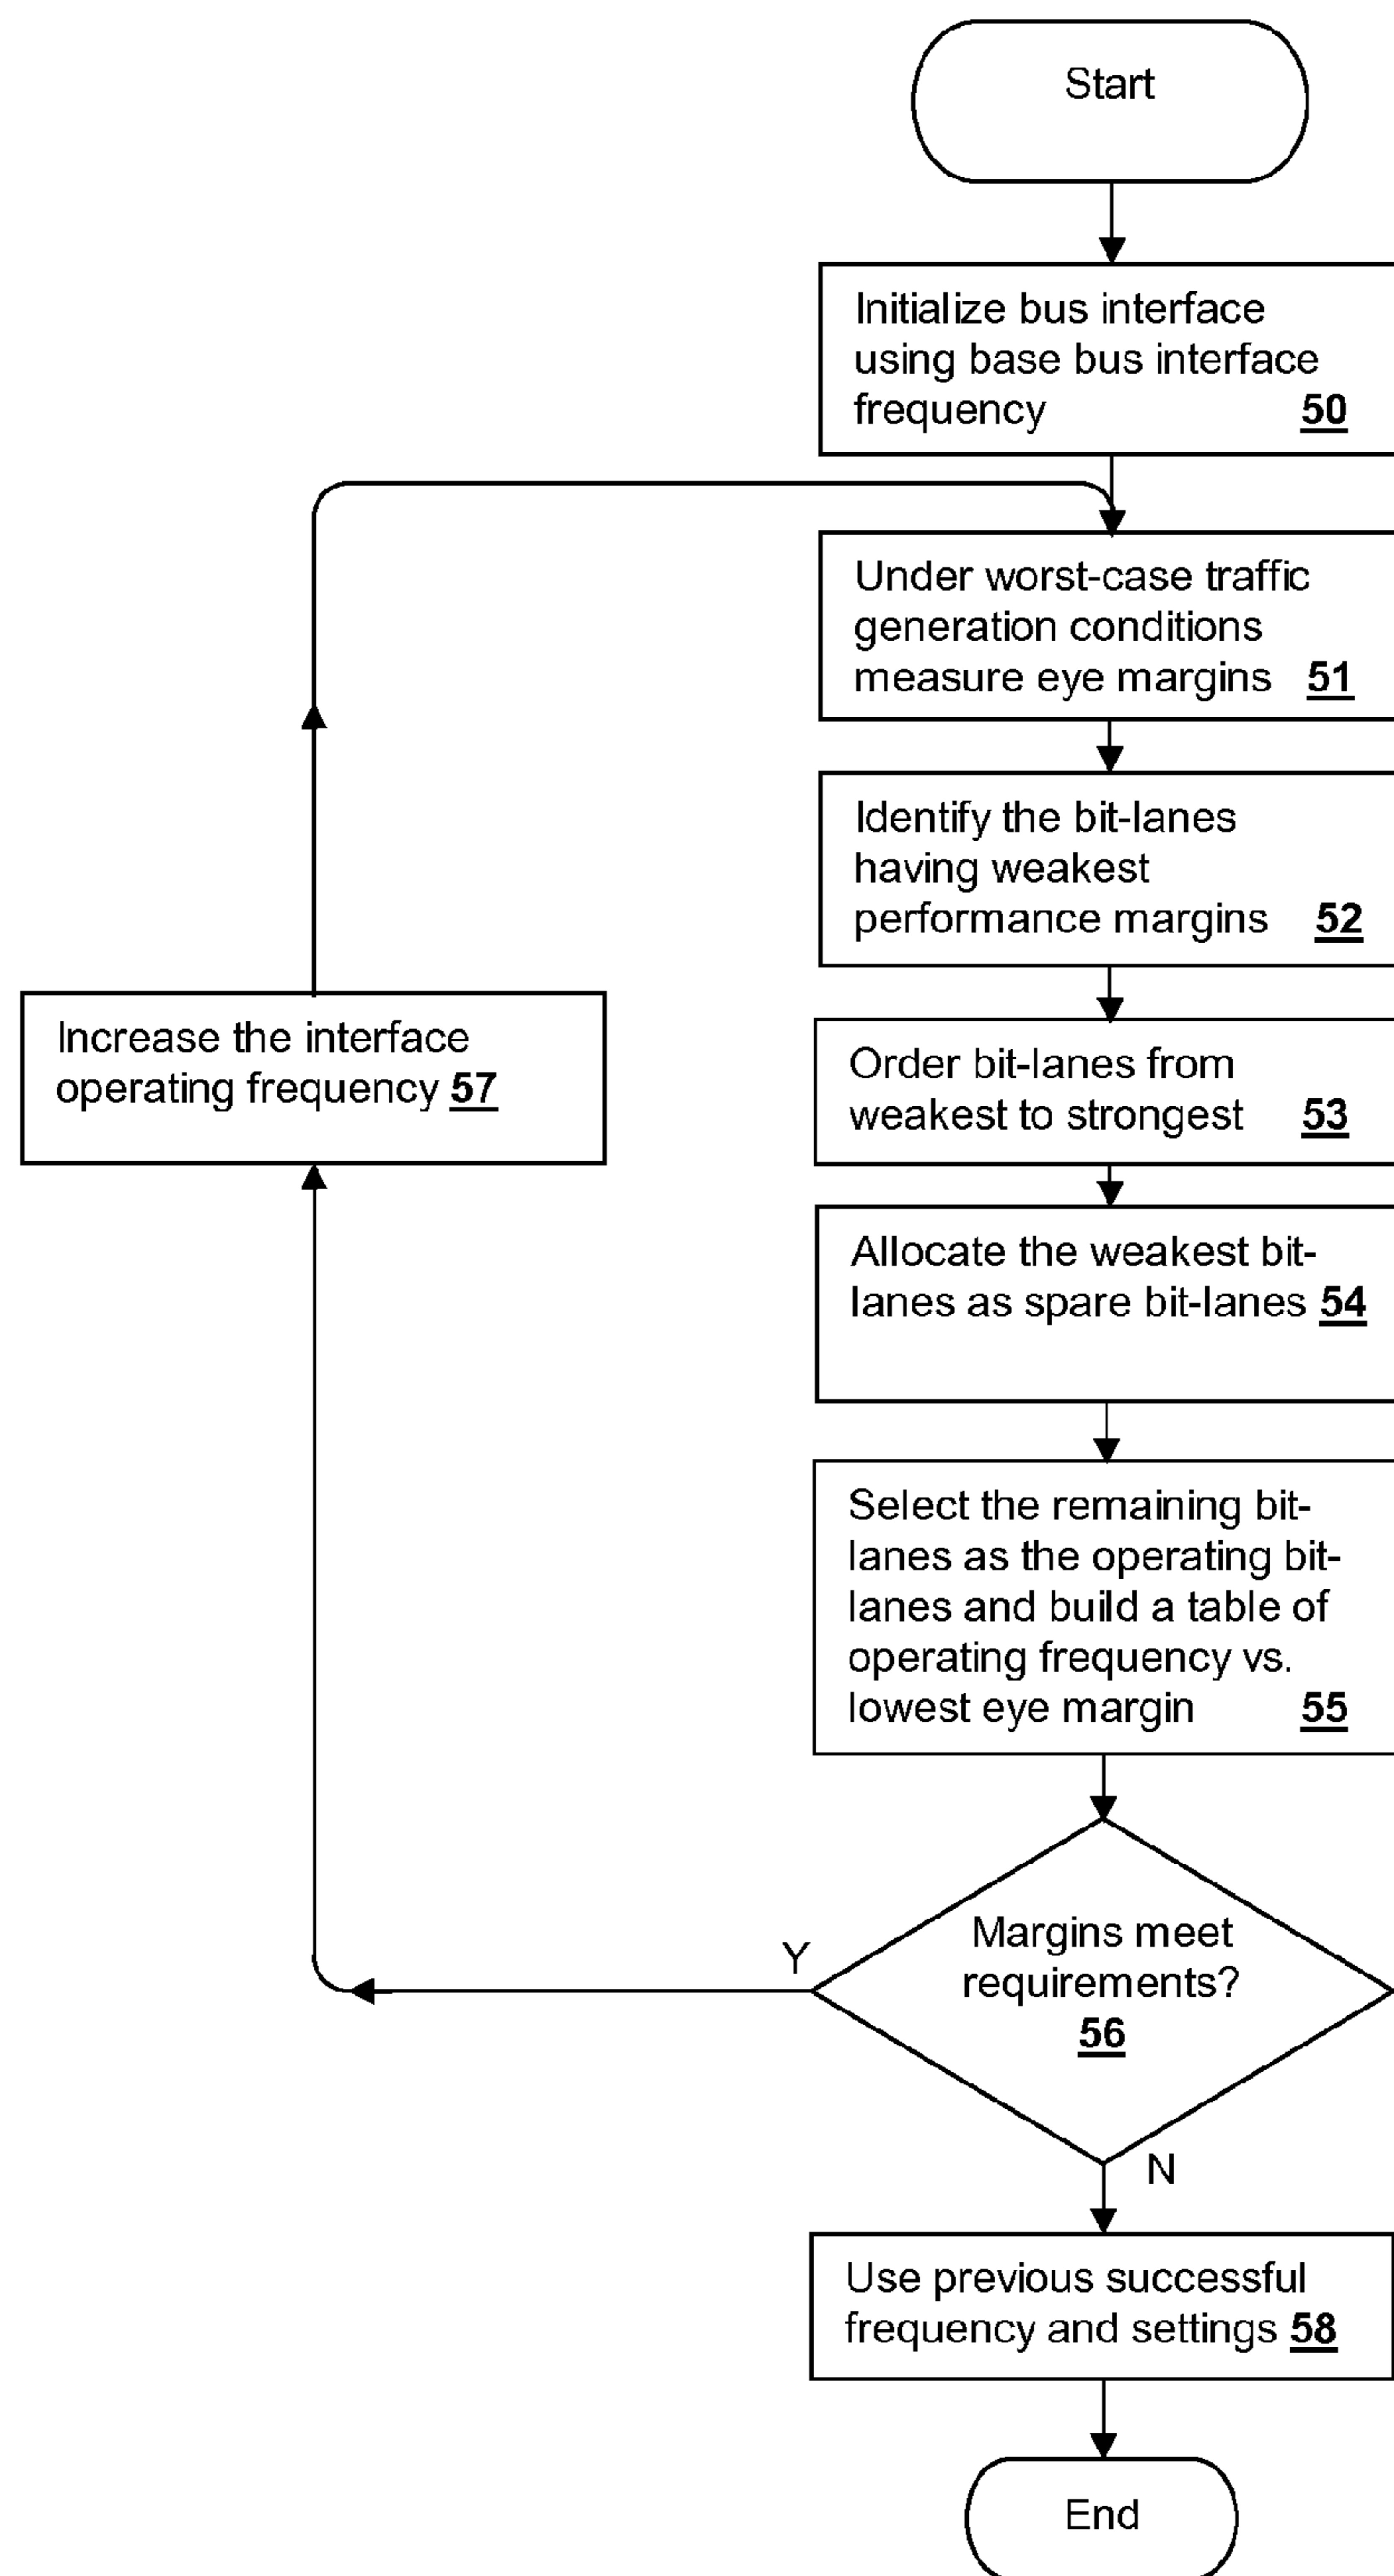 Start
Initialize bus interface
using base bus interface
frequency 50
Under worst-case traffic
generation conditions
measure eye margins 51
Identify the bit-lanes
having weakest
performance margins 52
Increase the interface
operating frequency 57
Order bit-lanes from
weakest to strongest 53
Allocate the weakest bit-
lanes as spare bit-lanes 54
Select the remaining bit-
lanes as the operating bit-
lanes and build a table of
operating frequency vs.
lowest eye margin 55
Y
Margins meet
requirements?
56
N
Use previous successful
frequency and settings 58
End